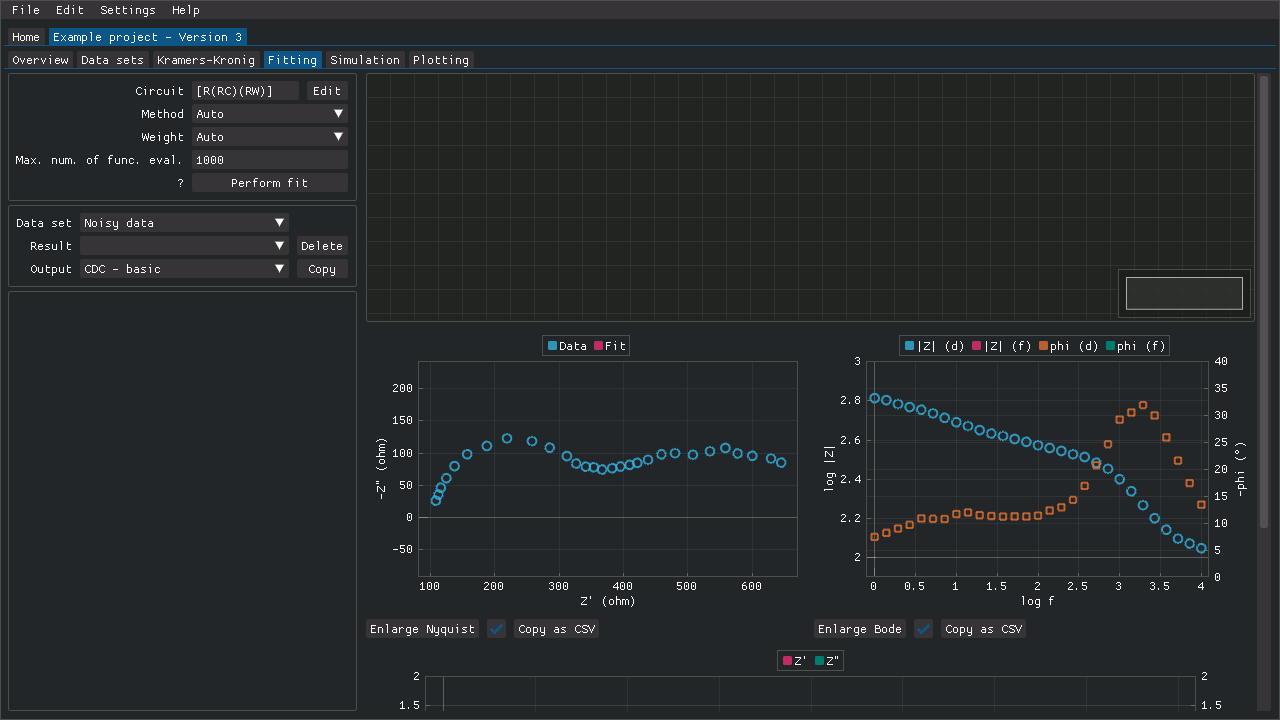 File Edit Settings Help
Home Example project - Version 3
Overview Data sets Kramers-Kronig Fitting Simulation Plotting
Circuit [R(RC)(RW)] Edit
Method Auto
Weight Auto
Max. num. of func. eval. 1000
? Perform fit
Data set Noisy data
Result Delete
Output CDC - basic Copy
Data Fit
200
150
100
50
0
-50
-Z" (ohm)
100 200 300 400 500 600
Z' (ohm)
|Z| (d) |Z| (f) phi (d) phi (f)
3
2.8
2.6
2.4
2.2
2
log |Z|
40
35
30
25
20
15
10
5
0
-phi (°)
0 0.5 1 1.5 2 2.5 3 3.5 4
log f
Enlarge Nyquist Copy as CSV
Enlarge Bode Copy as CSV
Z' Z"
2 2
1.5 1.5